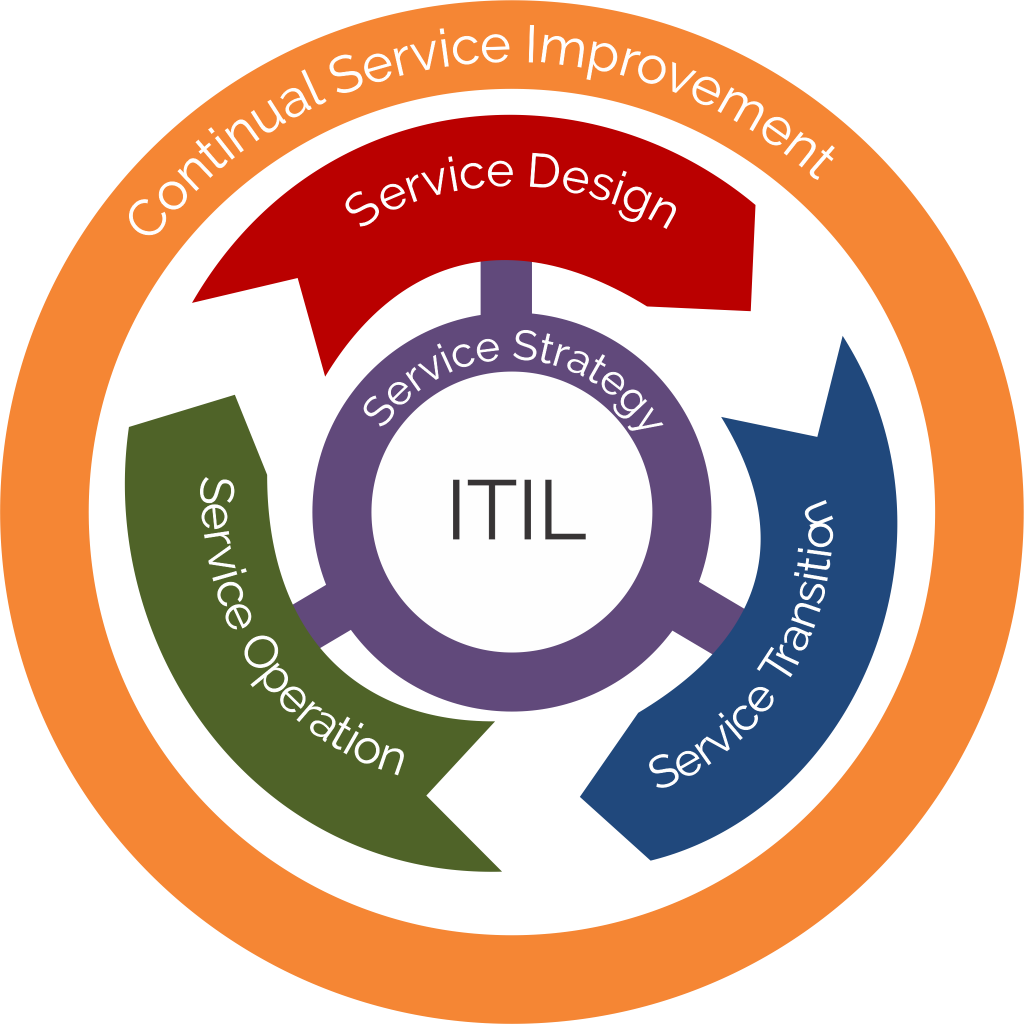 Continual Service Improvement
Service Design
Service Strategy
ITIL
Service Operation
Service Transition